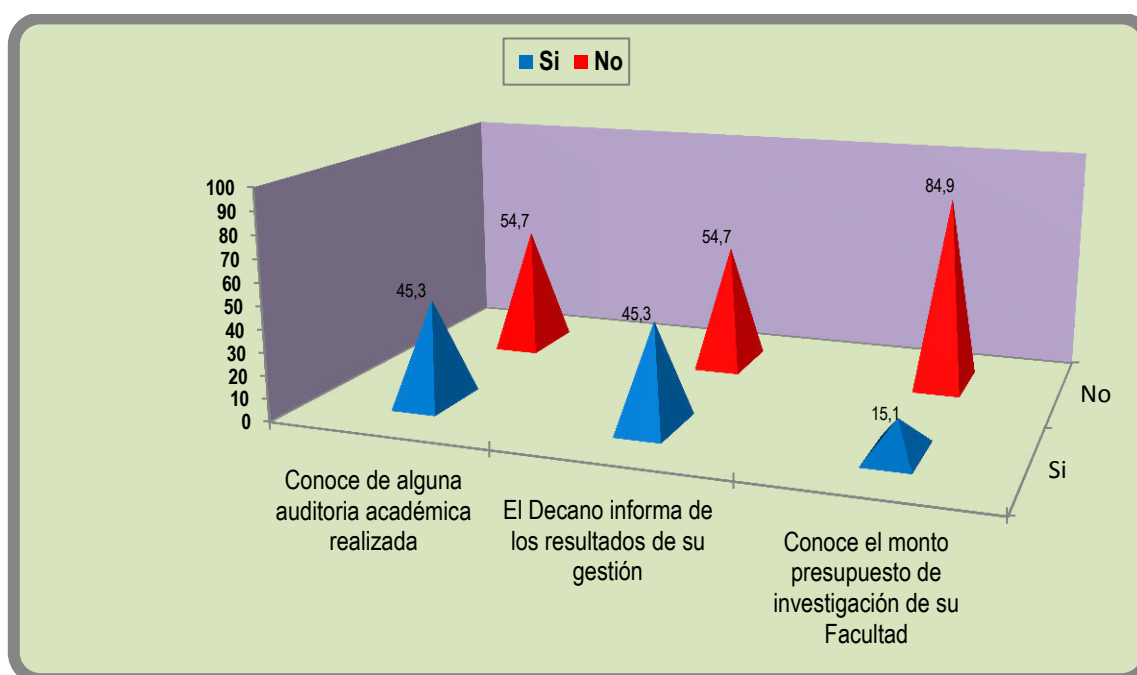 Si No
100
90
80
70
60
50
40
30
20
10
0
45,3
54,7
45,3
54,7
15,1
84,9
No
Si
Conoce de alguna
auditoria académica
realizada
El Decano informa de
los resultados de su
gestión
Conoce el monto
presupuesto de
investigación de su
Facultad